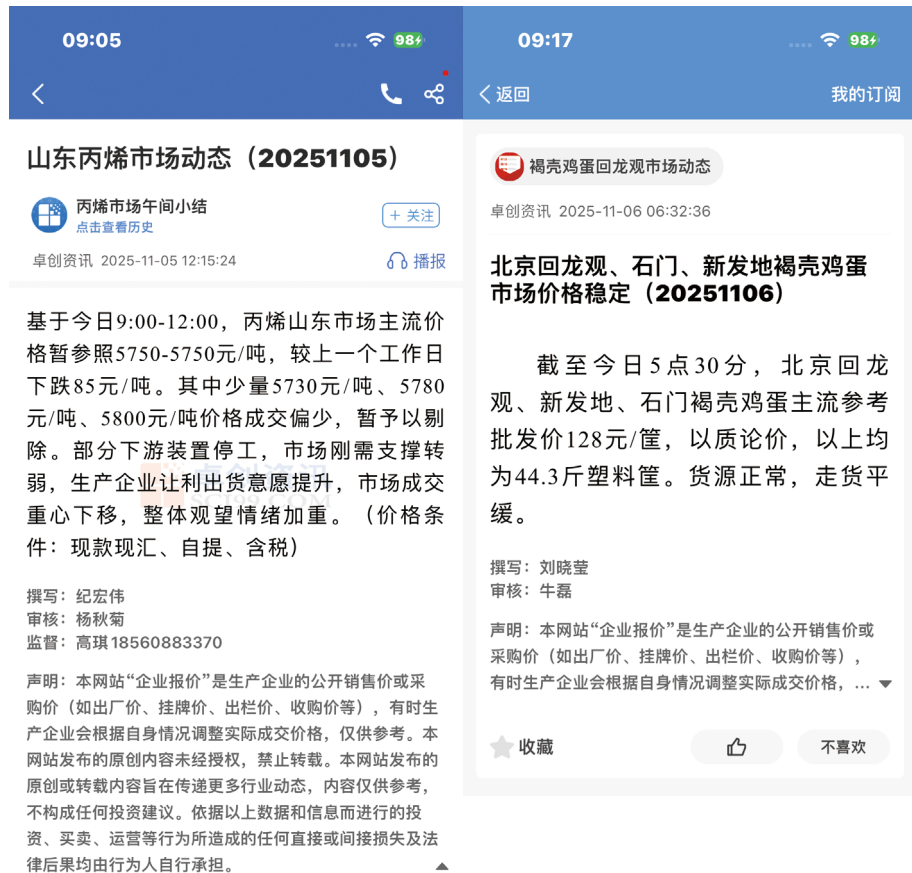 09:05
98
山东丙烯市场动态（20251105）
丙烯市场午间小结
点击查看历史
+ 关注
卓创资讯 2025-11-05 12:15:24
播报
基于今日9:00-12:00，丙烯山东市场主流价
格暂参照5750-5750元/吨，较上一个工作日
下跌85元/吨。其中少量5730元/吨、5780
元/吨、5800元/吨价格成交偏少，暂予以剔
除。部分下游装置停工，市场刚需支撑转
弱，生产企业让利出货意愿提升，市场成交
重心下移，整体观望情绪加重。（价格条
件：现款现汇、自提、含税）
卓创资讯
SCI99.COM
撰写：纪宏伟
审核：杨秋菊
监督：高琪18560883370
声明：本网站“企业报价”是生产企业的公开销售价或采
购价（如出厂价、挂牌价、出栏价、收购价等），有时生
产企业会根据自身情况调整实际成交价格，仅供参考。本
网站发布的原创内容未经授权，禁止转载。本网站发布的
原创或转载内容旨在传递更多行业动态，内容仅供参考，
不构成任何投资建议。依据以上数据和信息而进行的投
资、买卖、运营等行为所造成的任何直接或间接损失及法
律后果均由行为人自行承担。
09:17
98
返回
我的订阅
褐壳鸡蛋回龙观市场动态
卓创资讯 2025-11-06 06:32:36
北京回龙观、石门、新发地褐壳鸡蛋
市场价格稳定（20251106）
截至今日5点30分，北京回龙
观、新发地、石门褐壳鸡蛋主流参考
批发价128元/筐，以质论价，以上均
为44.3斤塑料筐。货源正常，走货平
缓。
撰写：刘晓莹
审核：牛磊
声明：本网站“企业报价”是生产企业的公开销售价或
采购价（如出厂价、挂牌价、出栏价、收购价等），
有时生产企业会根据自身情况调整实际成交价格，...
收藏
不喜欢